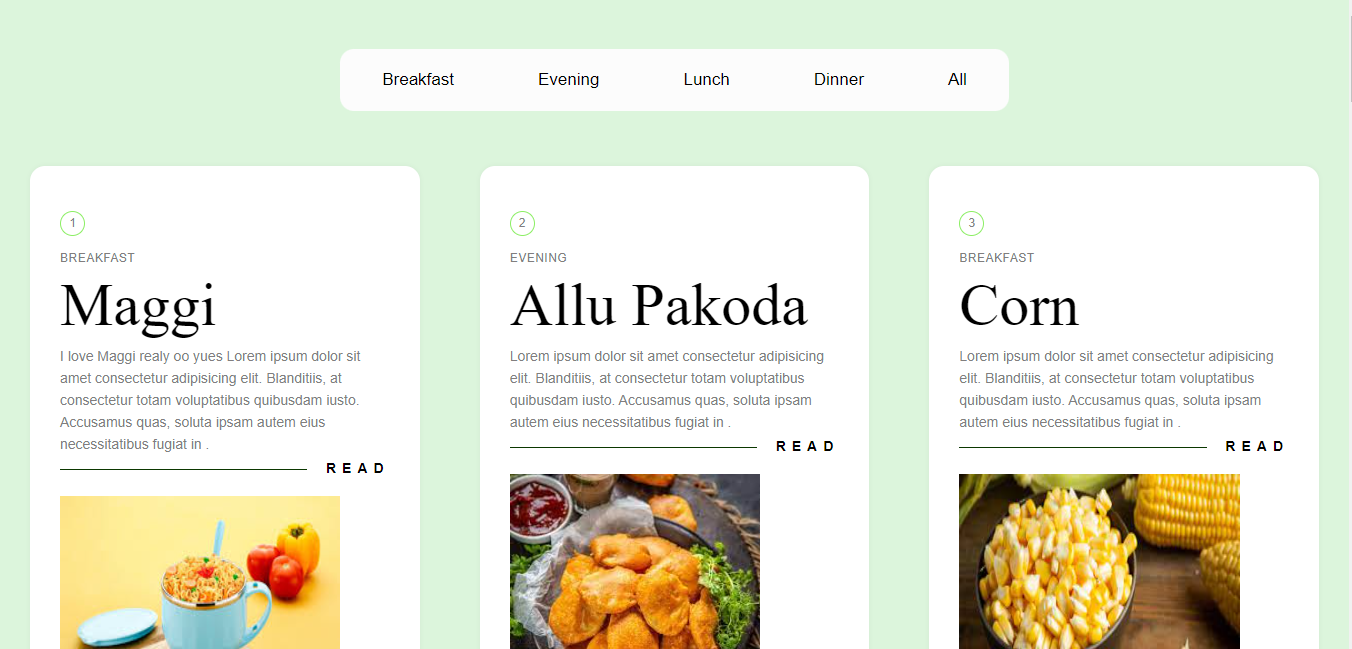 Breakfast Evening Lunch Dinner All
1
BREAKFAST
Maggi
I love Maggi realy oo yues Lorem ipsum dolor sit
amet consectetur adipisicing elit. Blanditiis, at
consectetur totam voluptatibus quibusdam iusto.
Accusamus quas, soluta ipsam autem eius
necessitatibus fugiat in .
READ
2
EVENING
Allu Pakoda
Lorem ipsum dolor sit amet consectetur adipisicing
elit. Blanditiis, at consectetur totam voluptatibus
quibusdam iusto. Accusamus quas, soluta ipsam
autem eius necessitatibus fugiat in .
READ
3
BREAKFAST
Corn
Lorem ipsum dolor sit amet consectetur adipisicing
elit. Blanditiis, at consectetur totam voluptatibus
quibusdam iusto. Accusamus quas, soluta ipsam
autem eius necessitatibus fugiat in .
READ